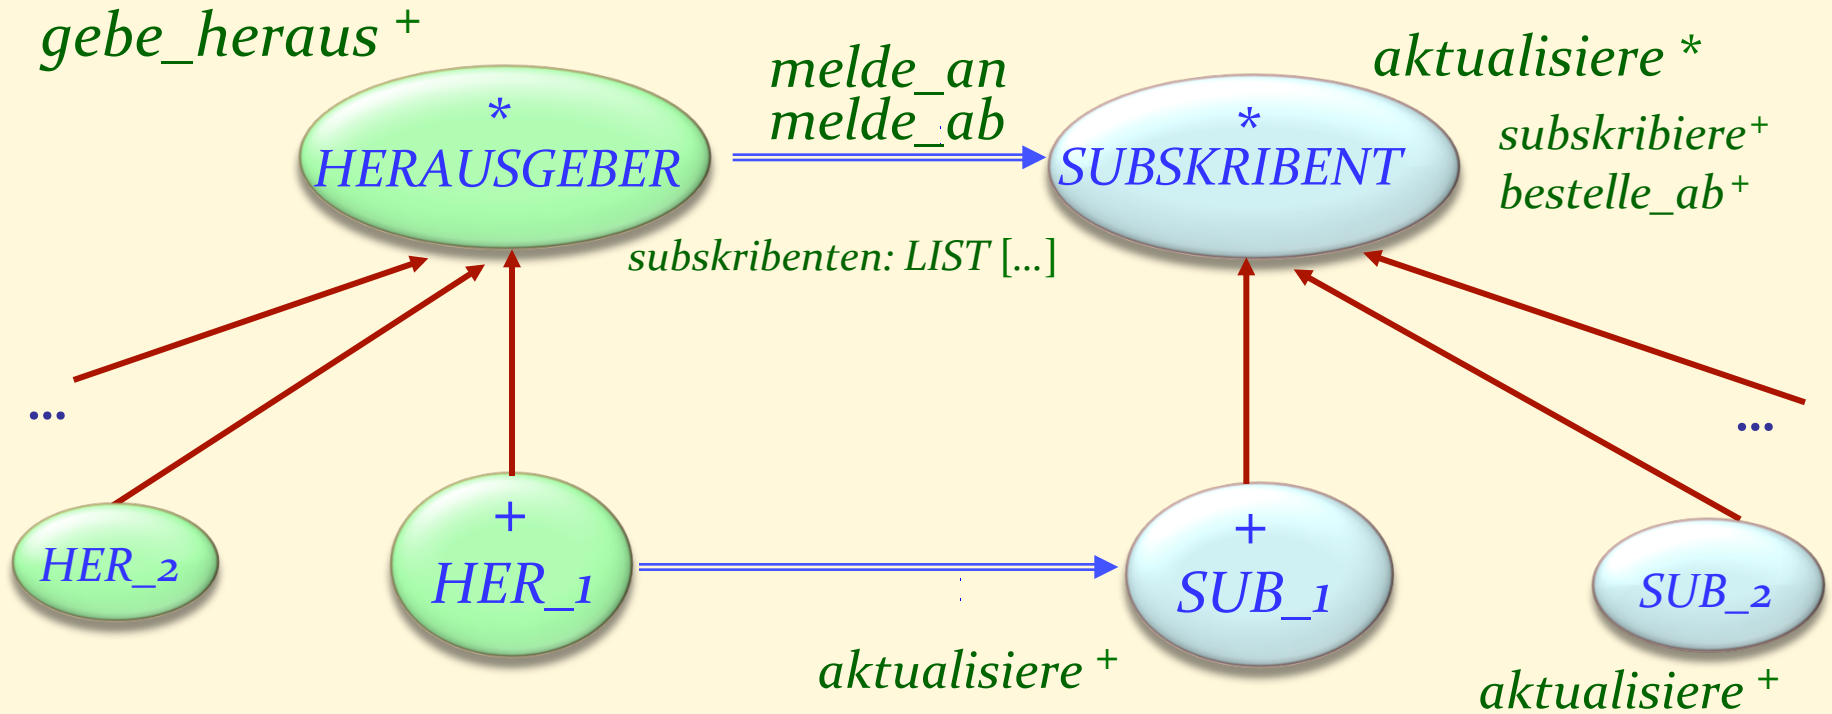 gebe_heraus +
*
HERAUSGEBER
melde_an
melde_ab
*
SUBSKRIBENT
aktualisiere *
subskribiere+
bestelle_ab+
subskribenten: LIST [...]
...
...
HER_2
+
HER_1
+
SUB_1
SUB_2
aktualisiere +
aktualisiere +